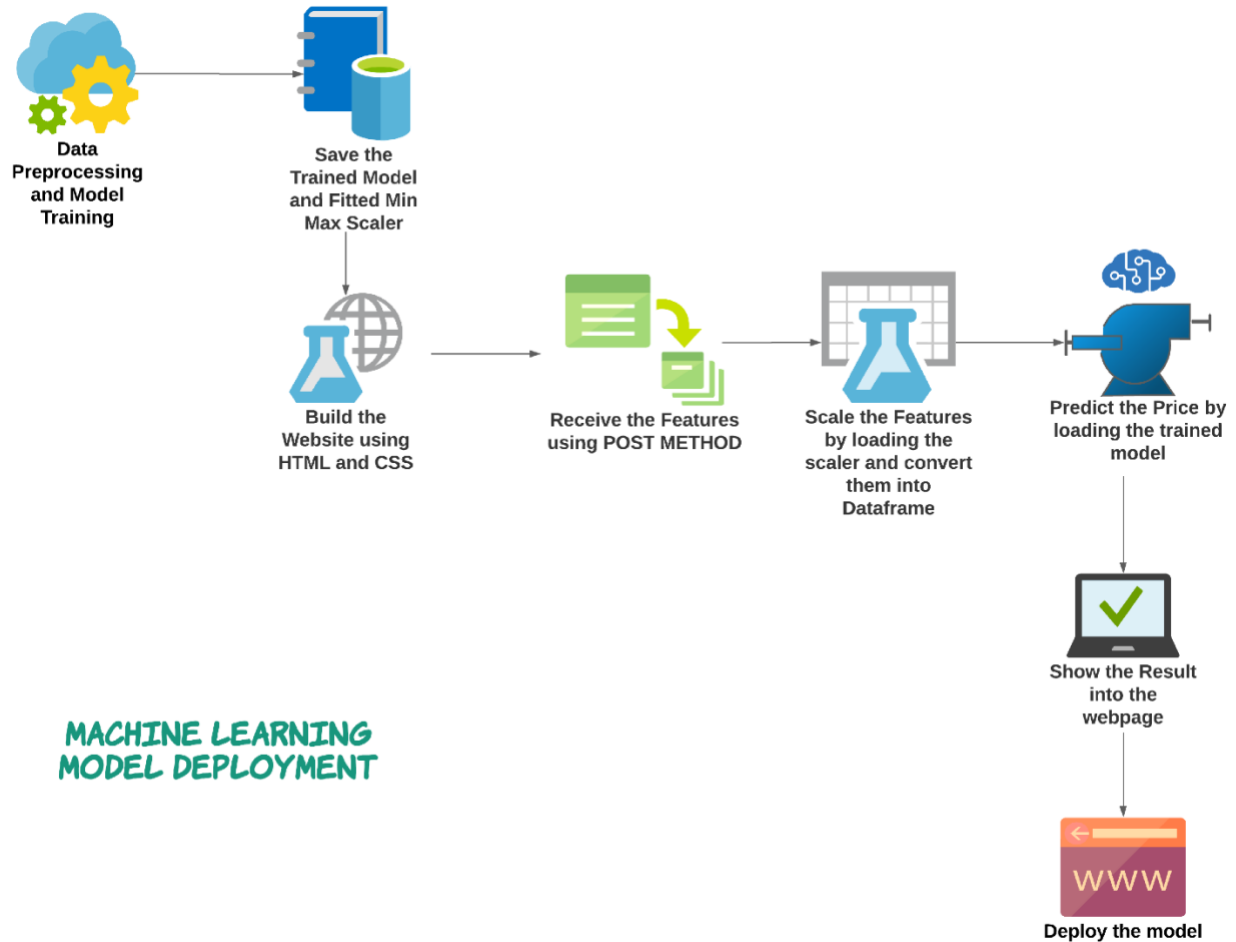 Data
Preprocessing
and Model
Training
Save the
Trained Model
and Fitted Min
Max Scaler
Build the
Website using
HTML and CSS
Receive the Features
using POST METHOD
Scale the Features
by loading the
scaler and convert
them into
Dataframe
Predict the Price by
loading the trained
model
Show the Result
into the
webpage
MACHINE LEARNING
MODEL DEPLOYMENT
WWW
Deploy the model